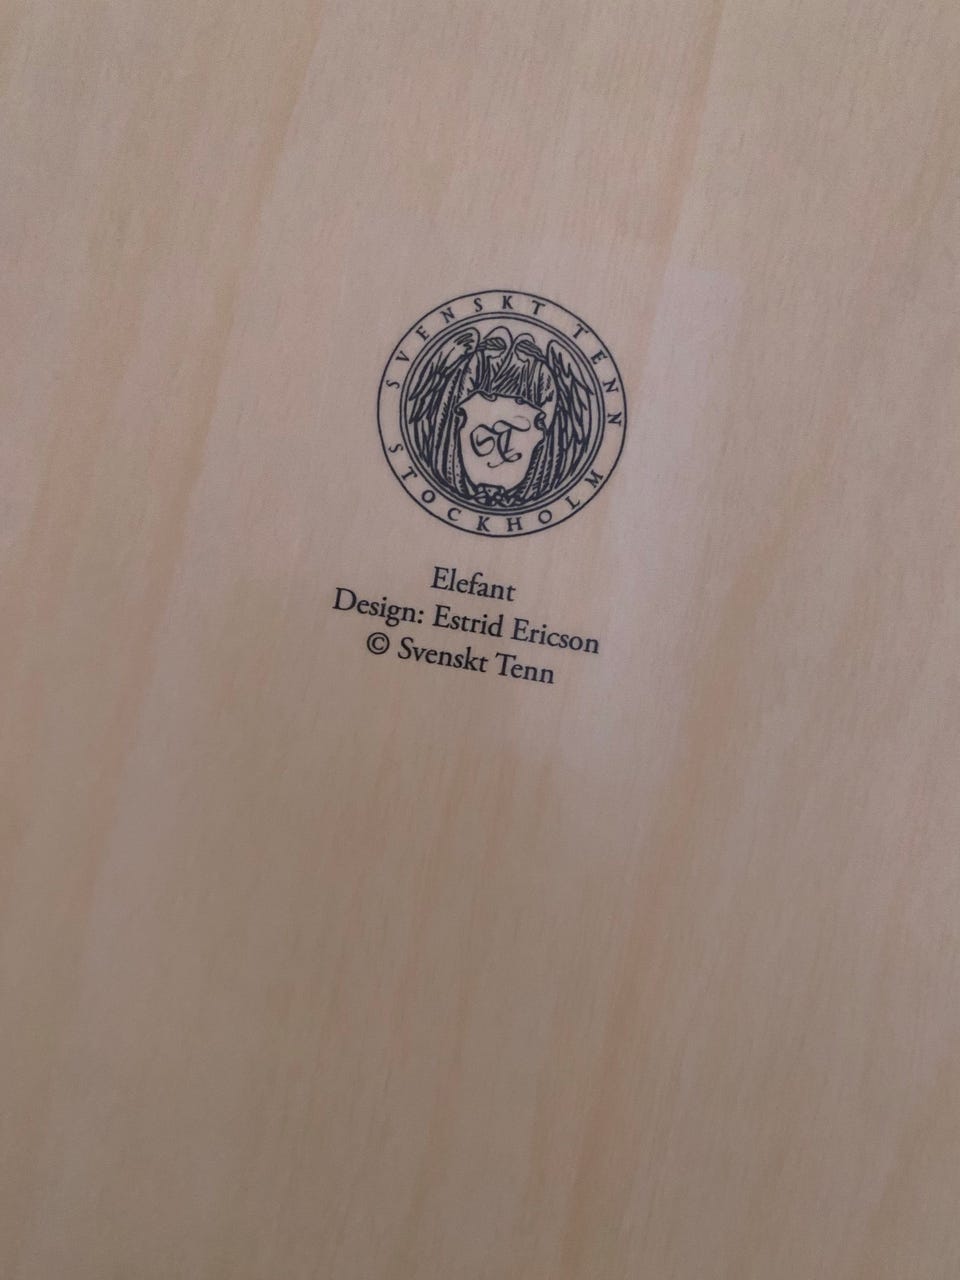 SVENSKT TENN
STOCKHOLM
ST
Elefant
Design: Estrid Ericson
© Svenskt Tenn